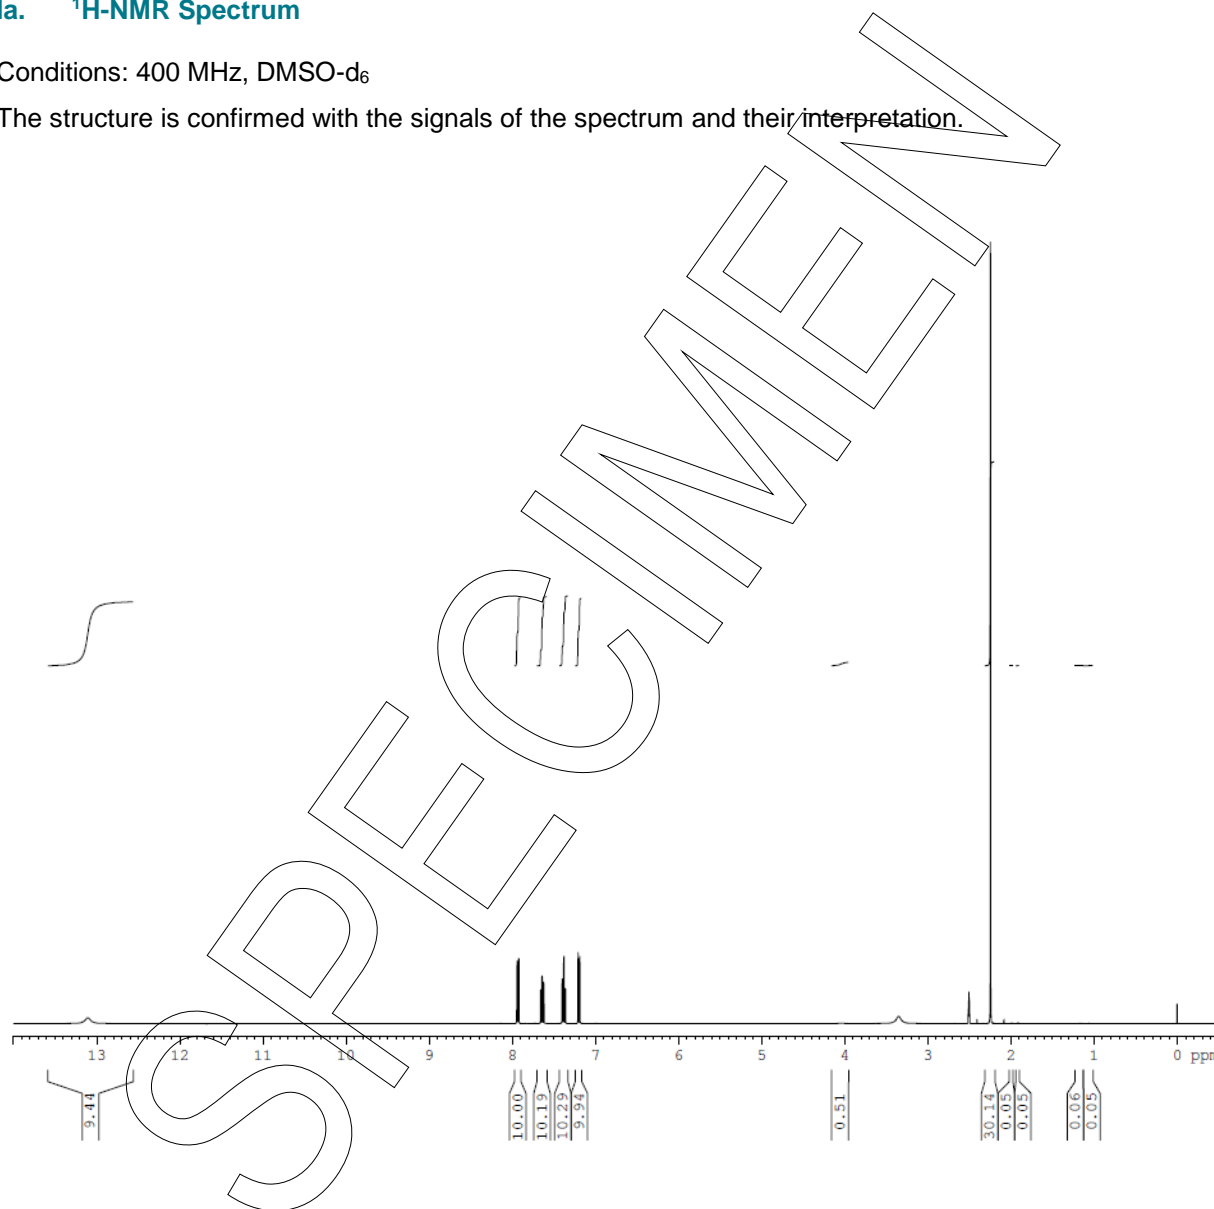 Ia. ¹H-NMR Spectrum
Conditions: 400 MHz, DMSO-d₆
The structure is confirmed with the signals of the spectrum and their interpretation.
SPECIMEN
13 12 11 10 9 8 7 6 5 4 3 2 1 0 ppm
9.44 10.00 10.19 10.29 9.94 0.51 30.14 0.05 0.05 0.06 0.05